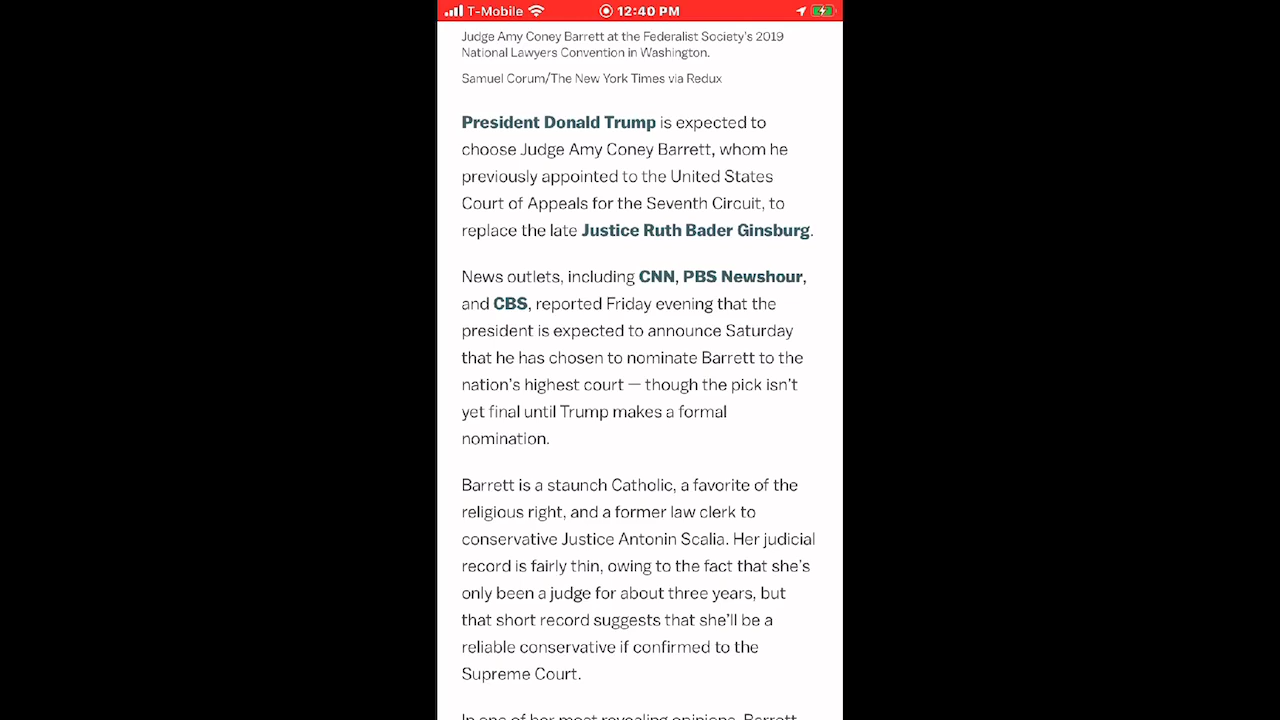 T-Mobile 12:40 PM
Judge Amy Coney Barrett at the Federalist Society's 2019
National Lawyers Convention in Washington.
Samuel Corum/The New York Times via Redux
President Donald Trump is expected to
choose Judge Amy Coney Barrett, whom he
previously appointed to the United States
Court of Appeals for the Seventh Circuit, to
replace the late Justice Ruth Bader Ginsburg.
News outlets, including CNN, PBS Newshour,
and CBS, reported Friday evening that the
president is expected to announce Saturday
that he has chosen to nominate Barrett to the
nation's highest court — though the pick isn't
yet final until Trump makes a formal
nomination.
Barrett is a staunch Catholic, a favorite of the
religious right, and a former law clerk to
conservative Justice Antonin Scalia. Her judicial
record is fairly thin, owing to the fact that she's
only been a judge for about three years, but
that short record suggests that she'll be a
reliable conservative if confirmed to the
Supreme Court.
In one of her most revealing opinions, Barrett